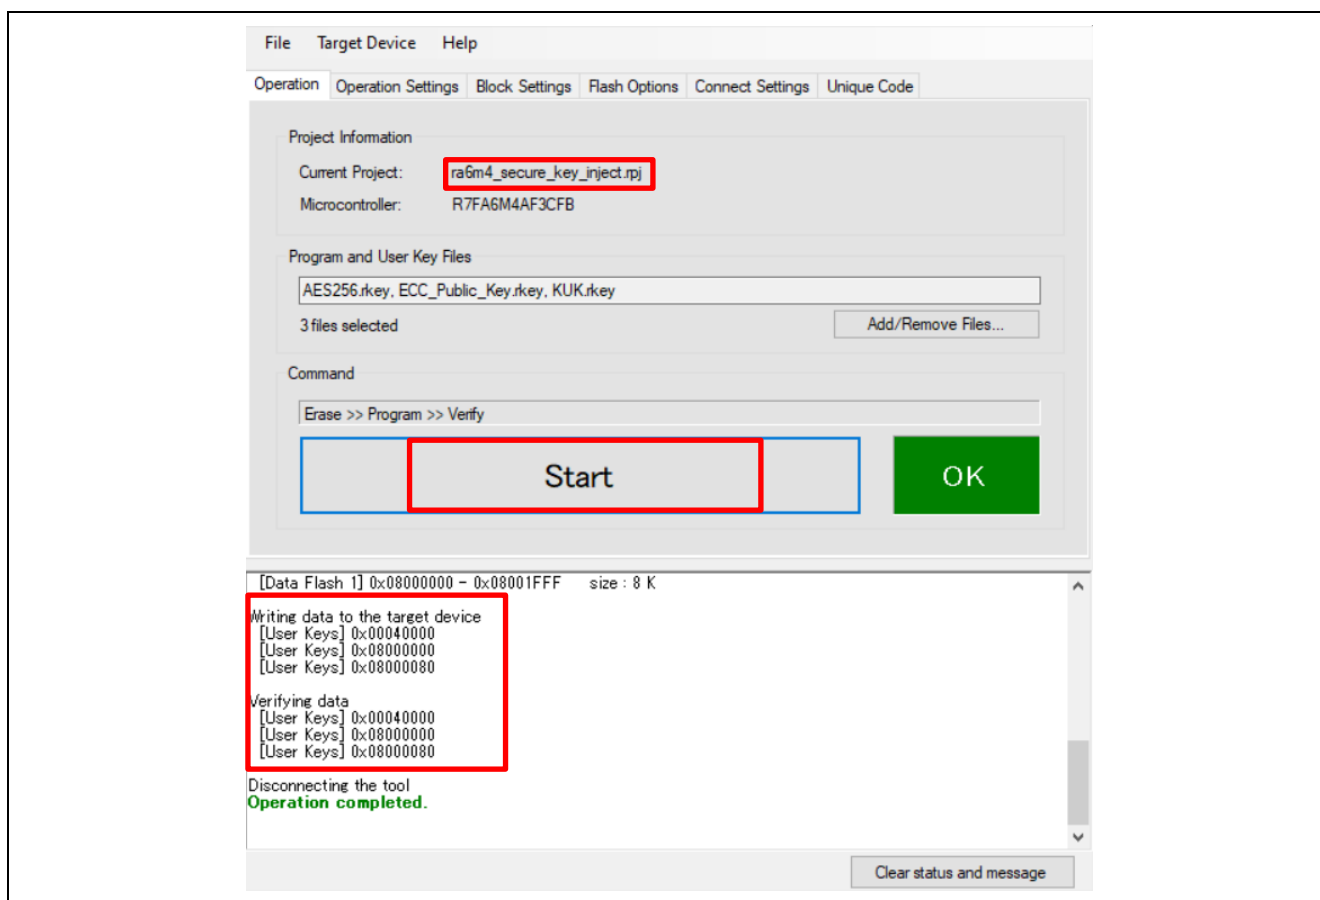 File Target Device Help
Operation Operation Settings Block Settings Flash Options Connect Settings Unique Code
Project Information
Current Project: ra6m4_secure_key_inject.rpj
Microcontroller: R7FA6M4AF3CFB
Program and User Key Files
AES256.rkey, ECC_Public_Key.rkey, KUK.rkey
3 files selected Add/Remove Files...
Command
Erase >> Program >> Verify
Start OK
[Data Flash 1] 0x08000000 - 0x08001FFF size : 8 K
Writing data to the target device
[User Keys] 0x00040000
[User Keys] 0x08000000
[User Keys] 0x08000080
Verifying data
[User Keys] 0x00040000
[User Keys] 0x08000000
[User Keys] 0x08000080
Disconnecting the tool
Operation completed.
Clear status and message